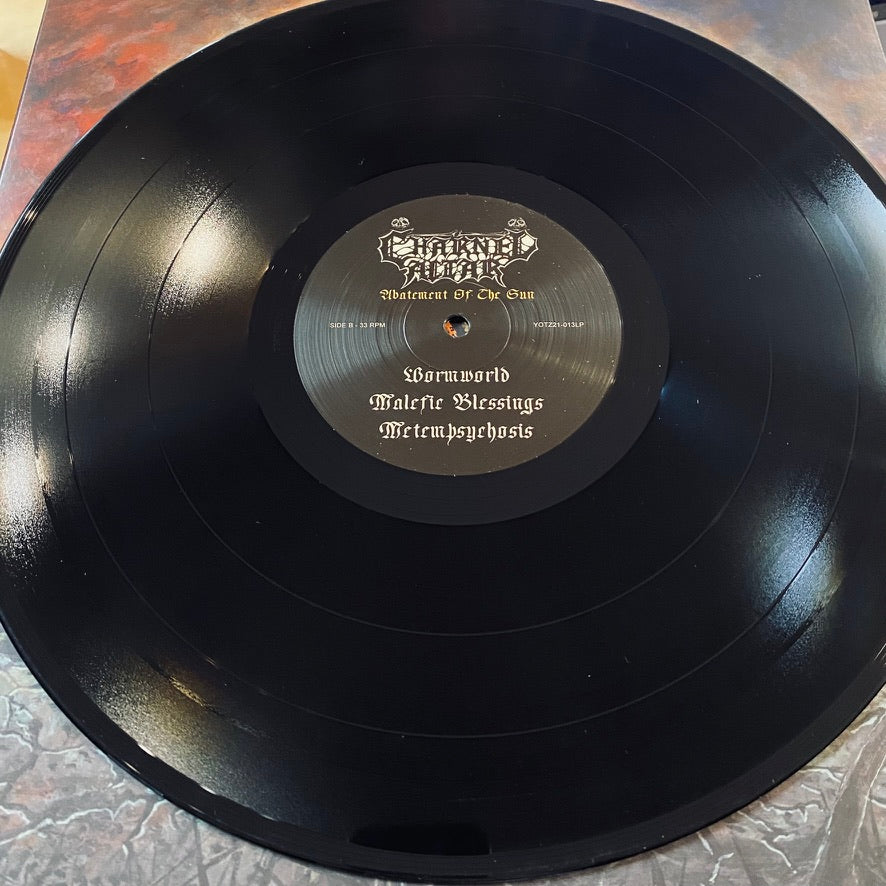 CHARNEL
ALTAR
Abatement Of The Sun
SIDE B - 33 RPM
YOTZ21-013LP
Wormworld
Malefic Blessings
Metempsychosis